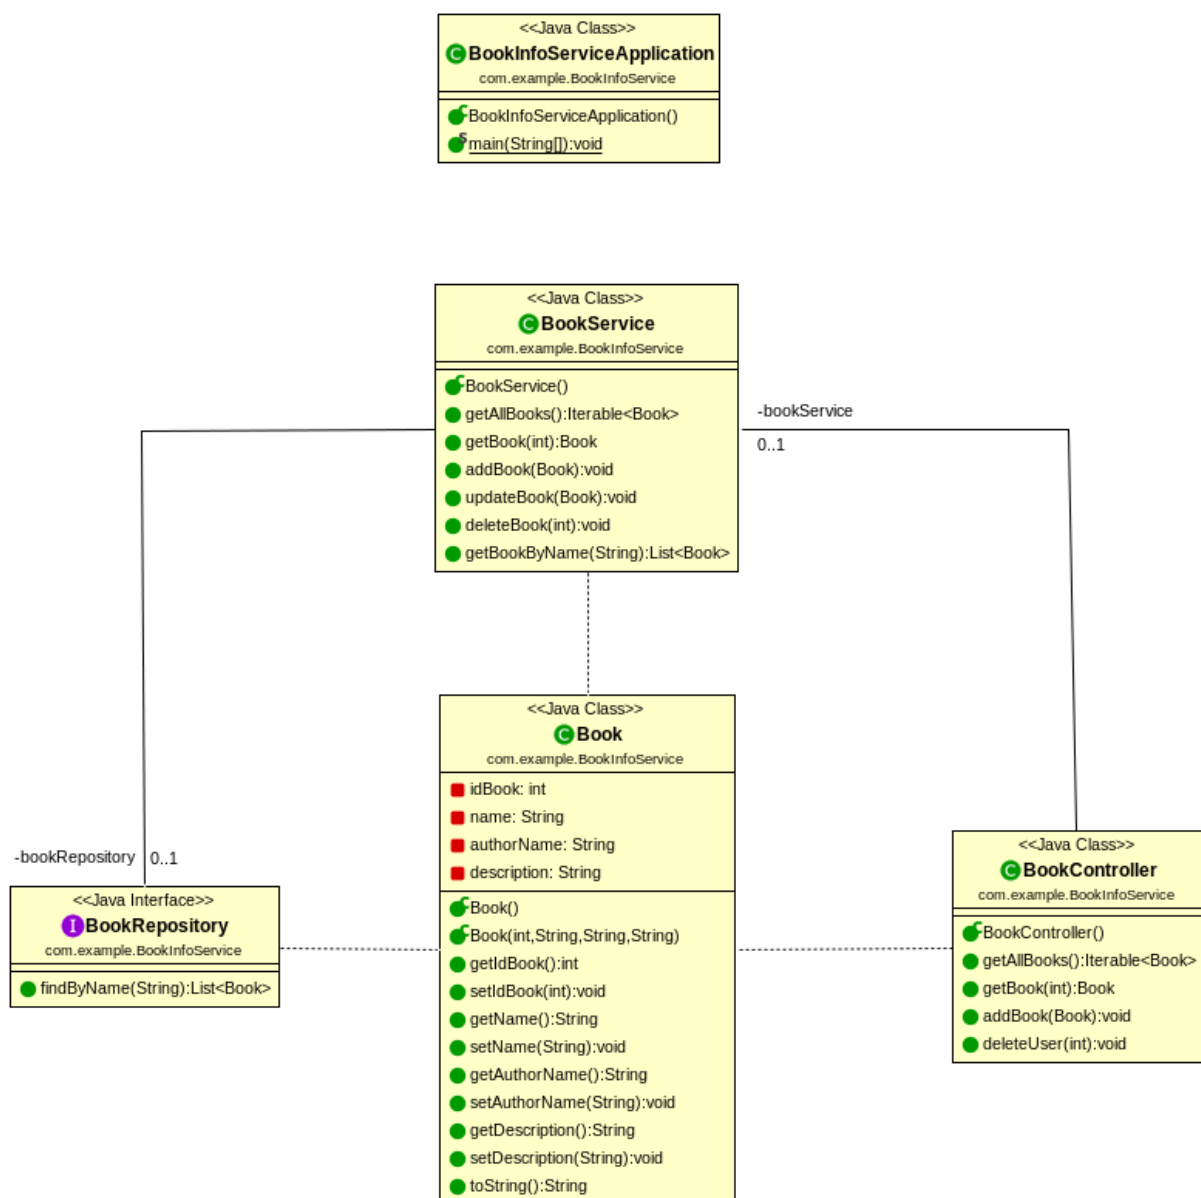 <<Java Class>>
BookInfoServiceApplication
com.example.BookInfoService
BookInfoServiceApplication()
main(String[]):void
<<Java Class>>
BookService
com.example.BookInfoService
BookService()
getAllBooks():Iterable<Book>
getBook(int):Book
addBook(Book):void
updateBook(Book):void
deleteBook(int):void
getBookByName(String):List<Book>
-bookService
0..1
<<Java Class>>
Book
com.example.BookInfoService
idBook: int
name: String
authorName: String
description: String
Book()
Book(int,String,String,String)
getIdBook():int
setIdBook(int):void
getName():String
setName(String):void
getAuthorName():String
setAuthorName(String):void
getDescription():String
setDescription(String):void
toString():String
-bookRepository
0..1
<<Java Interface>>
BookRepository
com.example.BookInfoService
findByName(String):List<Book>
<<Java Class>>
BookController
com.example.BookInfoService
BookController()
getAllBooks():Iterable<Book>
getBook(int):Book
addBook(Book):void
deleteUser(int):void